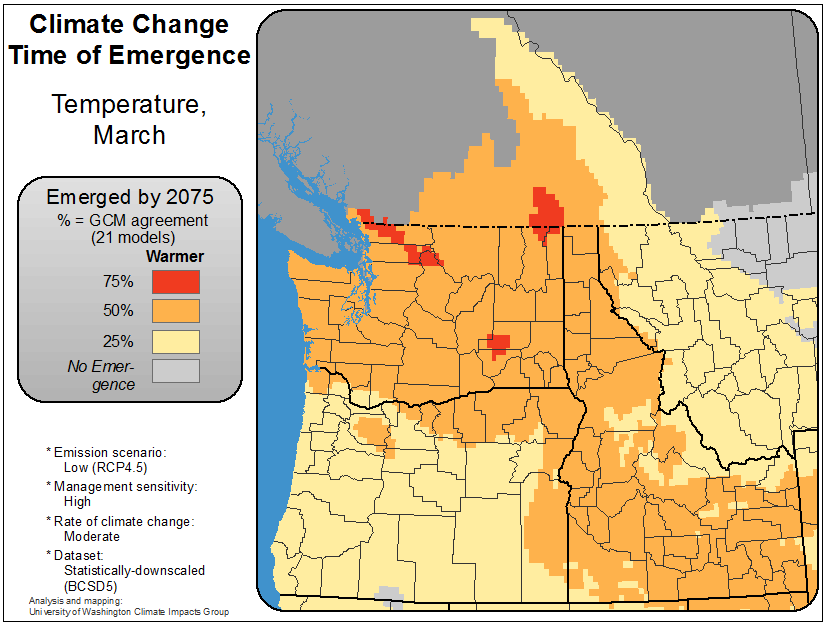 Climate Change
Time of Emergence
Temperature,
March
Emerged by 2075
% = GCM agreement
(21 models)
Warmer
75%
50%
25%
No Emer-
gence
* Emission scenario:
Low (RCP4.5)
* Management sensitivity:
High
* Rate of climate change:
Moderate
* Dataset:
Statistically-downscaled
(BCSD5)
Analysis and mapping:
University of Washington Climate Impacts Group